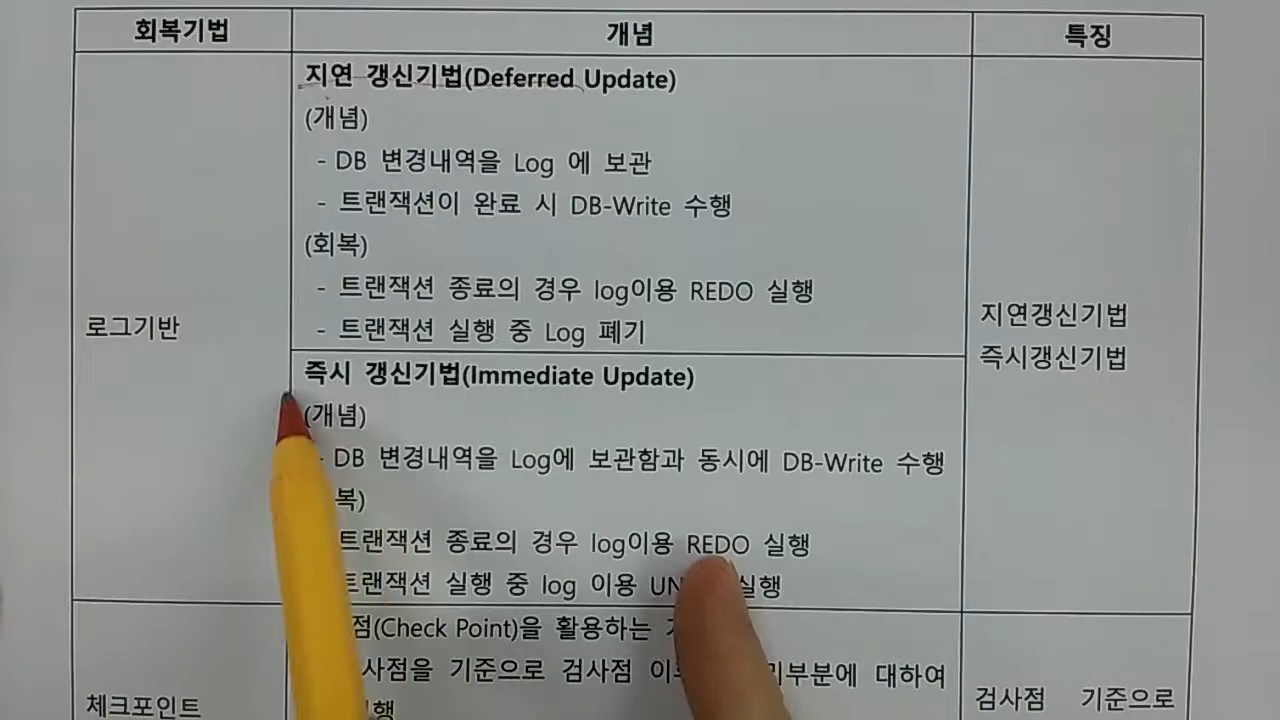 회복기법 개념 특징
지연 갱신기법(Deferred Update)
(개념)
- DB 변경내역을 Log 에 보관
- 트랜잭션이 완료 시 DB-Write 수행
(회복)
- 트랜잭션 종료의 경우 log이용 REDO 실행
- 트랜잭션 실행 중 Log 폐기
로그기반
지연갱신기법
즉시갱신기법
즉시 갱신기법(Immediate Update)
(개념)
- DB 변경내역을 Log에 보관함과 동시에 DB-Write 수행
복)
트랜잭션 종료의 경우 log이용 REDO 실행
트랜잭션 실행 중 log 이용 실행
점(Check Point)을 활용하는
사점을 기준으로 검사점 대하여
체크포인트
검사점 기준으로